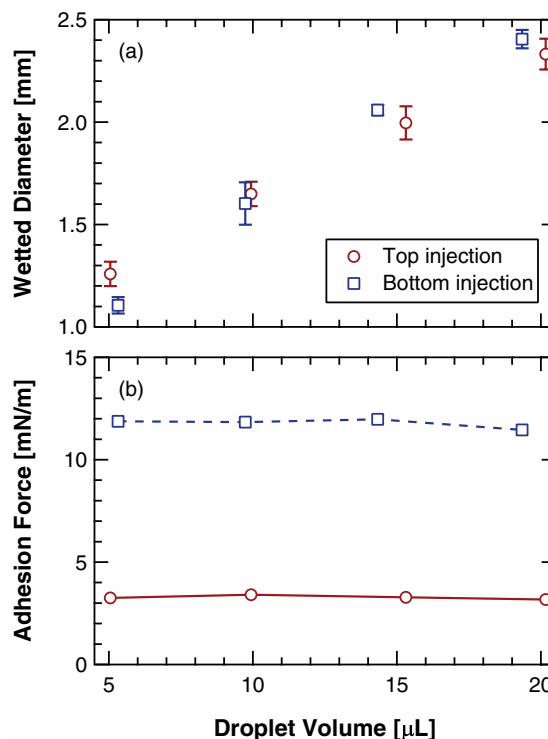 2.5
(a)
2.0
1.5
1.0
Wetted Diameter [mm]
Top injection
Bottom injection
15
(b)
10
5
0
Adhesion Force [mN/m]
5
10
15
20
Droplet Volume [μL]